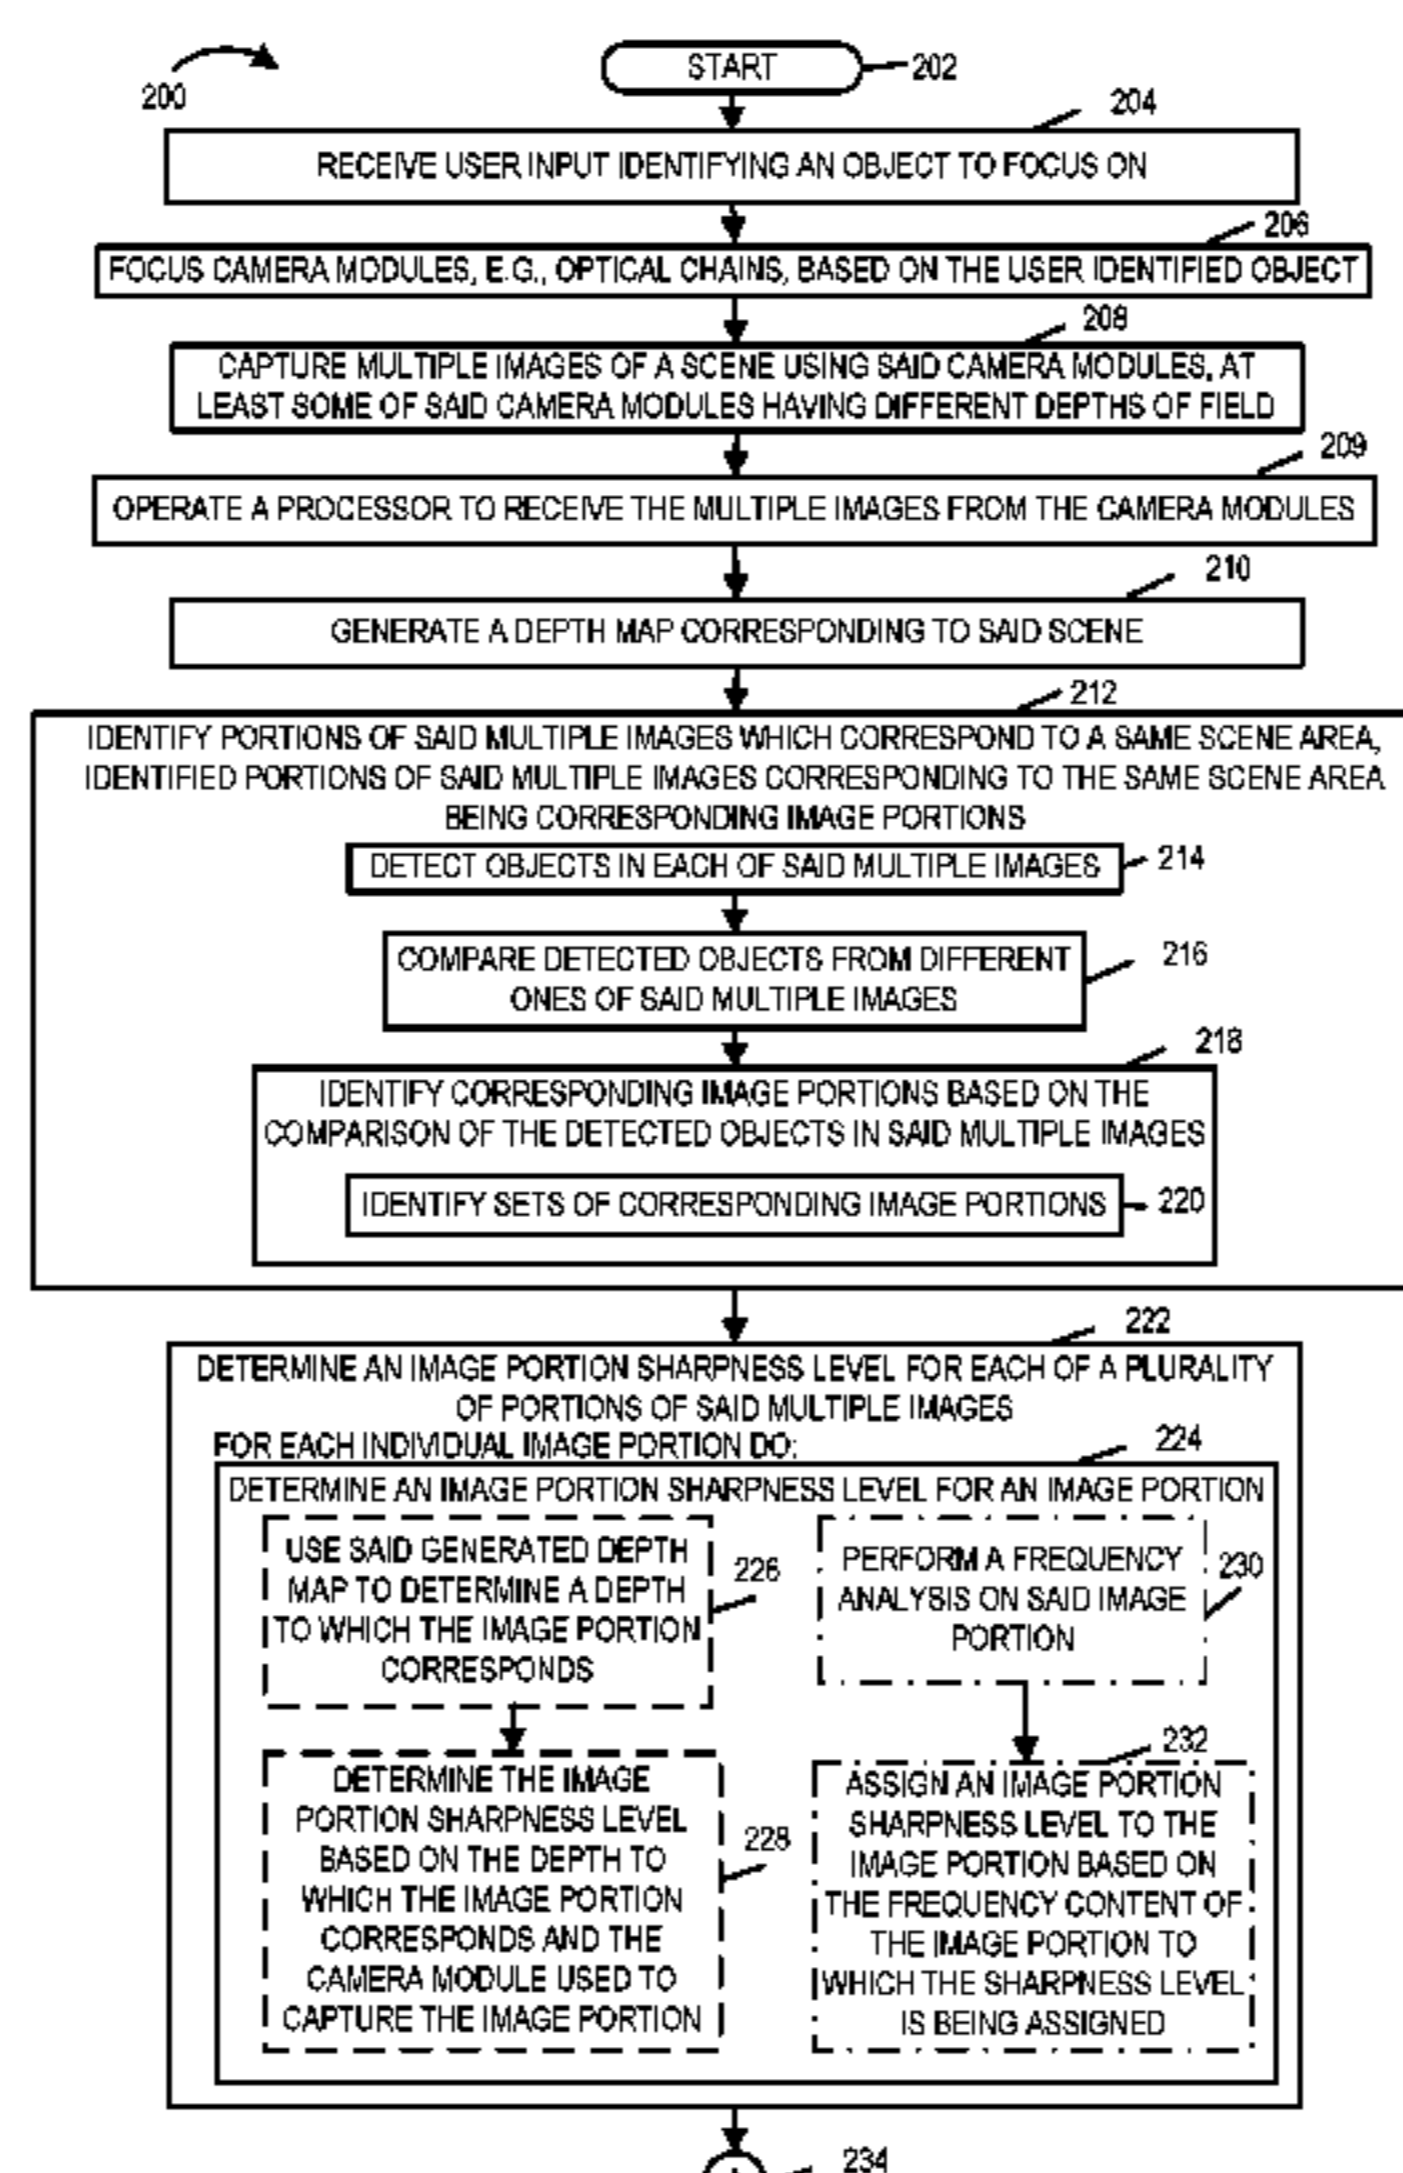 200
START
202
204
RECEIVE USER INPUT IDENTIFYING AN OBJECT TO FOCUS ON
206
FOCUS CAMERA MODULES, E.G., OPTICAL CHAINS, BASED ON THE USER IDENTIFIED OBJECT
208
CAPTURE MULTIPLE IMAGES OF A SCENE USING SAID CAMERA MODULES, AT
LEAST SOME OF SAID CAMERA MODULES HAVING DIFFERENT DEPTHS OF FIELD
209
OPERATE A PROCESSOR TO RECEIVE THE MULTIPLE IMAGES FROM THE CAMERA MODULES
210
GENERATE A DEPTH MAP CORRESPONDING TO SAID SCENE
212
IDENTIFY PORTIONS OF SAID MULTIPLE IMAGES WHICH CORRESPOND TO A SAME SCENE AREA,
IDENTIFIED PORTIONS OF SAID MULTIPLE IMAGES CORRESPONDING TO THE SAME SCENE AREA
BEING CORRESPONDING IMAGE PORTIONS
DETECT OBJECTS IN EACH OF SAID MULTIPLE IMAGES
214
COMPARE DETECTED OBJECTS FROM DIFFERENT
ONES OF SAID MULTIPLE IMAGES
216
218
IDENTIFY CORRESPONDING IMAGE PORTIONS BASED ON THE
COMPARISON OF THE DETECTED OBJECTS IN SAID MULTIPLE IMAGES
IDENTIFY SETS OF CORRESPONDING IMAGE PORTIONS
220
222
DETERMINE AN IMAGE PORTION SHARPNESS LEVEL FOR EACH OF A PLURALITY
OF PORTIONS OF SAID MULTIPLE IMAGES
FOR EACH INDIVIDUAL IMAGE PORTION DO:
224
DETERMINE AN IMAGE PORTION SHARPNESS LEVEL FOR AN IMAGE PORTION
USE SAID GENERATED DEPTH
MAP TO DETERMINE A DEPTH
TO WHICH THE IMAGE PORTION
CORRESPONDS
226
PERFORM A FREQUENCY
ANALYSIS ON SAID IMAGE
PORTION
230
DETERMINE THE IMAGE
PORTION SHARPNESS LEVEL
BASED ON THE DEPTH TO
WHICH THE IMAGE PORTION
CORRESPONDS AND THE
CAMERA MODULE USED TO
CAPTURE THE IMAGE PORTION
228
232
ASSIGN AN IMAGE PORTION
SHARPNESS LEVEL TO THE
IMAGE PORTION BASED ON
THE FREQUENCY CONTENT OF
THE IMAGE PORTION TO
WHICH THE SHARPNESS LEVEL
IS BEING ASSIGNED
234